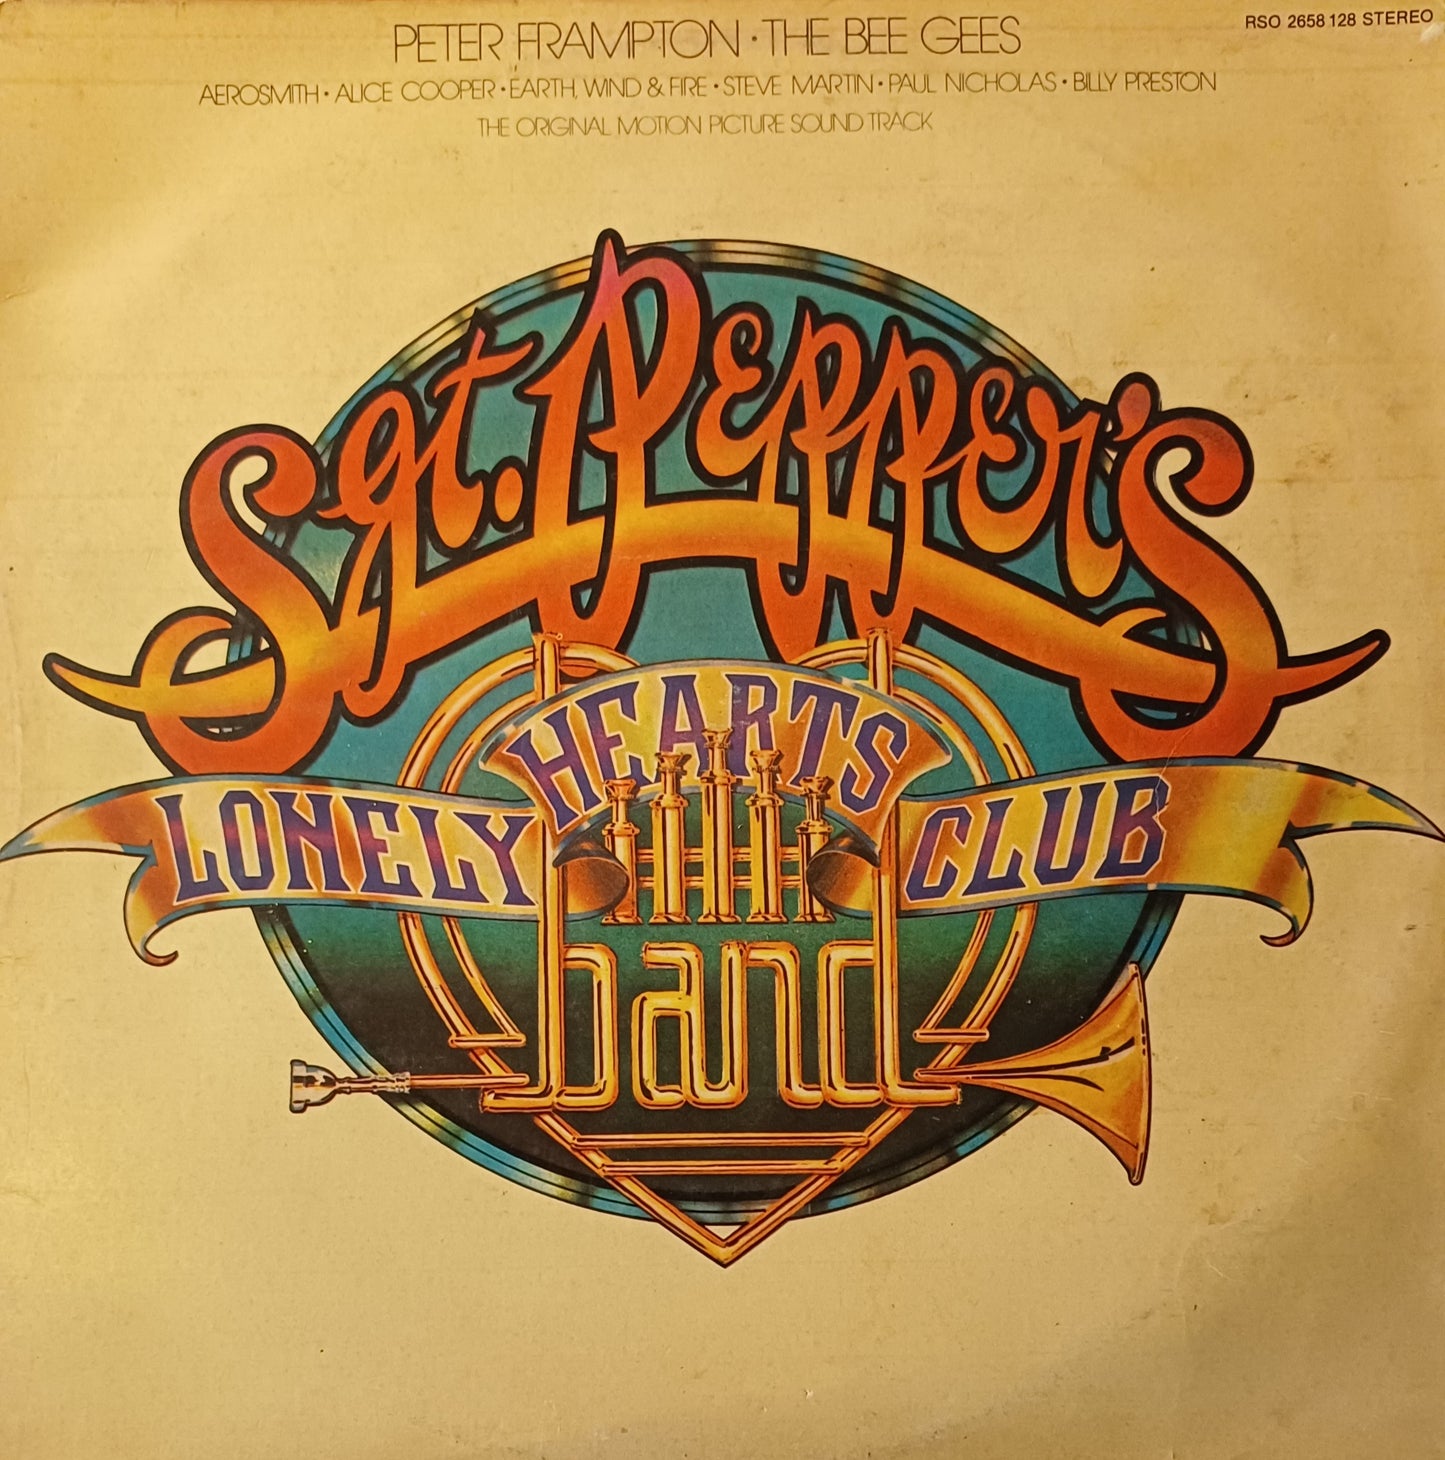 RSO 2658 128 STEREO
PETER FRAMPTON · THE BEE GEES
AEROSMITH · ALICE COOPER · EARTH, WIND & FIRE · STEVE MARTIN · PAUL NICHOLAS · BILLY PRESTON
THE ORIGINAL MOTION PICTURE SOUND TRACK
Sgt. Pepper's
LONELY HEARTS CLUB
band